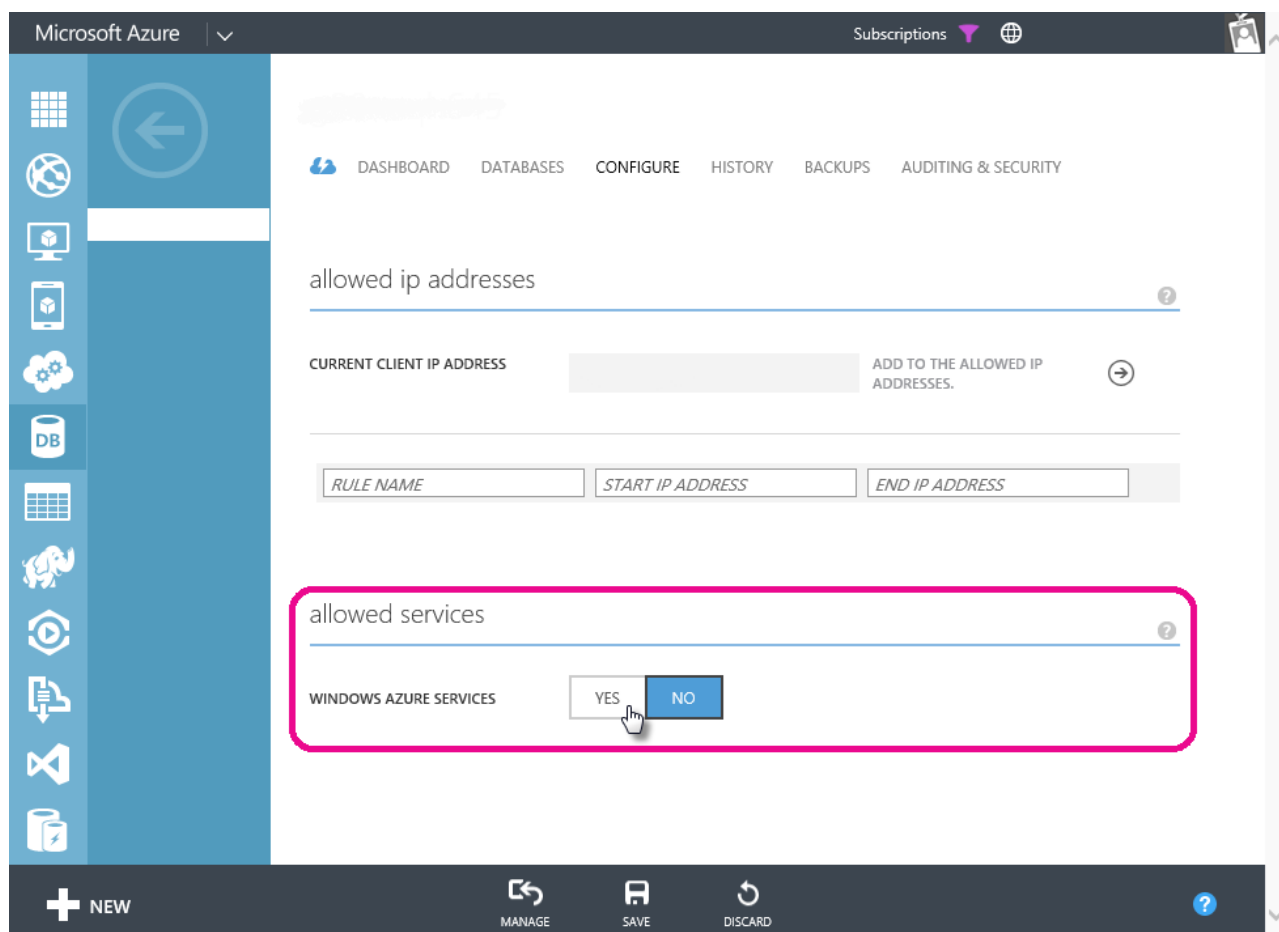 Microsoft Azure
Subscriptions
DASHBOARD DATABASES CONFIGURE HISTORY BACKUPS AUDITING & SECURITY
allowed ip addresses
?
CURRENT CLIENT IP ADDRESS
ADD TO THE ALLOWED IP
ADDRESSES.
DB
RULE NAME START IP ADDRESS END IP ADDRESS
allowed services
?
WINDOWS AZURE SERVICES YES NO
NEW
MANAGE SAVE DISCARD
?